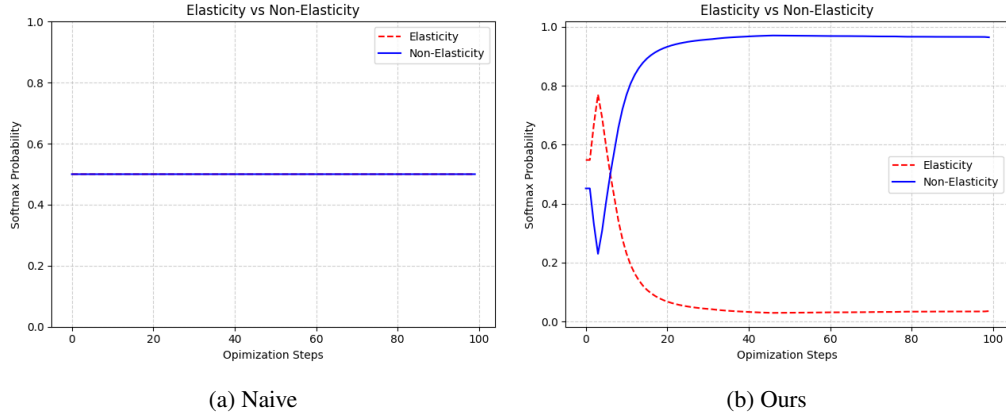 Elasticity vs Non-Elasticity
1.0
0.8
0.6
0.4
0.2
0.0
Softmax Probability
Elasticity
Non-Elasticity
0
20
40
60
80
100
Opimization Steps
(a) Naive
Elasticity vs Non-Elasticity
1.0
0.8
0.6
0.4
0.2
0.0
Softmax Probability
Elasticity
Non-Elasticity
0
20
40
60
80
100
Opimization Steps
(b) Ours